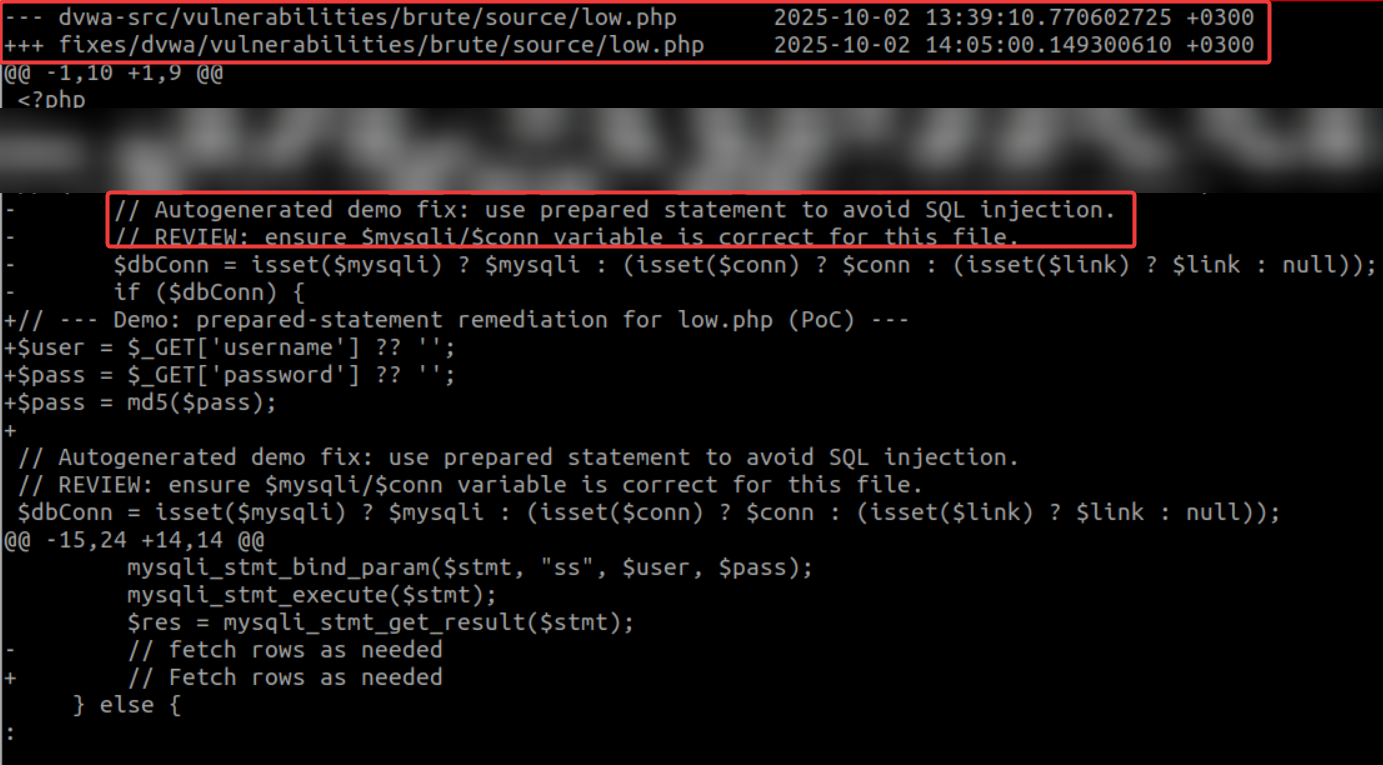 --- dvwa-src/vulnerabilities/brute/source/low.php 2025-10-02 13:39:10.770602725 +0300
+++ fixes/dvwa/vulnerabilities/brute/source/low.php 2025-10-02 14:05:00.149300610 +0300
@@ -1,10 +1,9 @@
 <?php
-       // Autogenerated demo fix: use prepared statement to avoid SQL injection.
-       // REVIEW: ensure $mysqli/$conn variable is correct for this file.
-       $dbConn = isset($mysqli) ? $mysqli : (isset($conn) ? $conn : (isset($link) ? $link : null));
-       if ($dbConn) {
+// --- Demo: prepared-statement remediation for low.php (PoC) ---
+$user = $_GET['username'] ?? '';
+$pass = $_GET['password'] ?? '';
+$pass = md5($pass);
+
 // Autogenerated demo fix: use prepared statement to avoid SQL injection.
 // REVIEW: ensure $mysqli/$conn variable is correct for this file.
 $dbConn = isset($mysqli) ? $mysqli : (isset($conn) ? $conn : (isset($link) ? $link : null));
@@ -15,24 +14,14 @@
         mysqli_stmt_bind_param($stmt, "ss", $user, $pass);
         mysqli_stmt_execute($stmt);
         $res = mysqli_stmt_get_result($stmt);
-        // fetch rows as needed
+        // Fetch rows as needed
     } else {
: